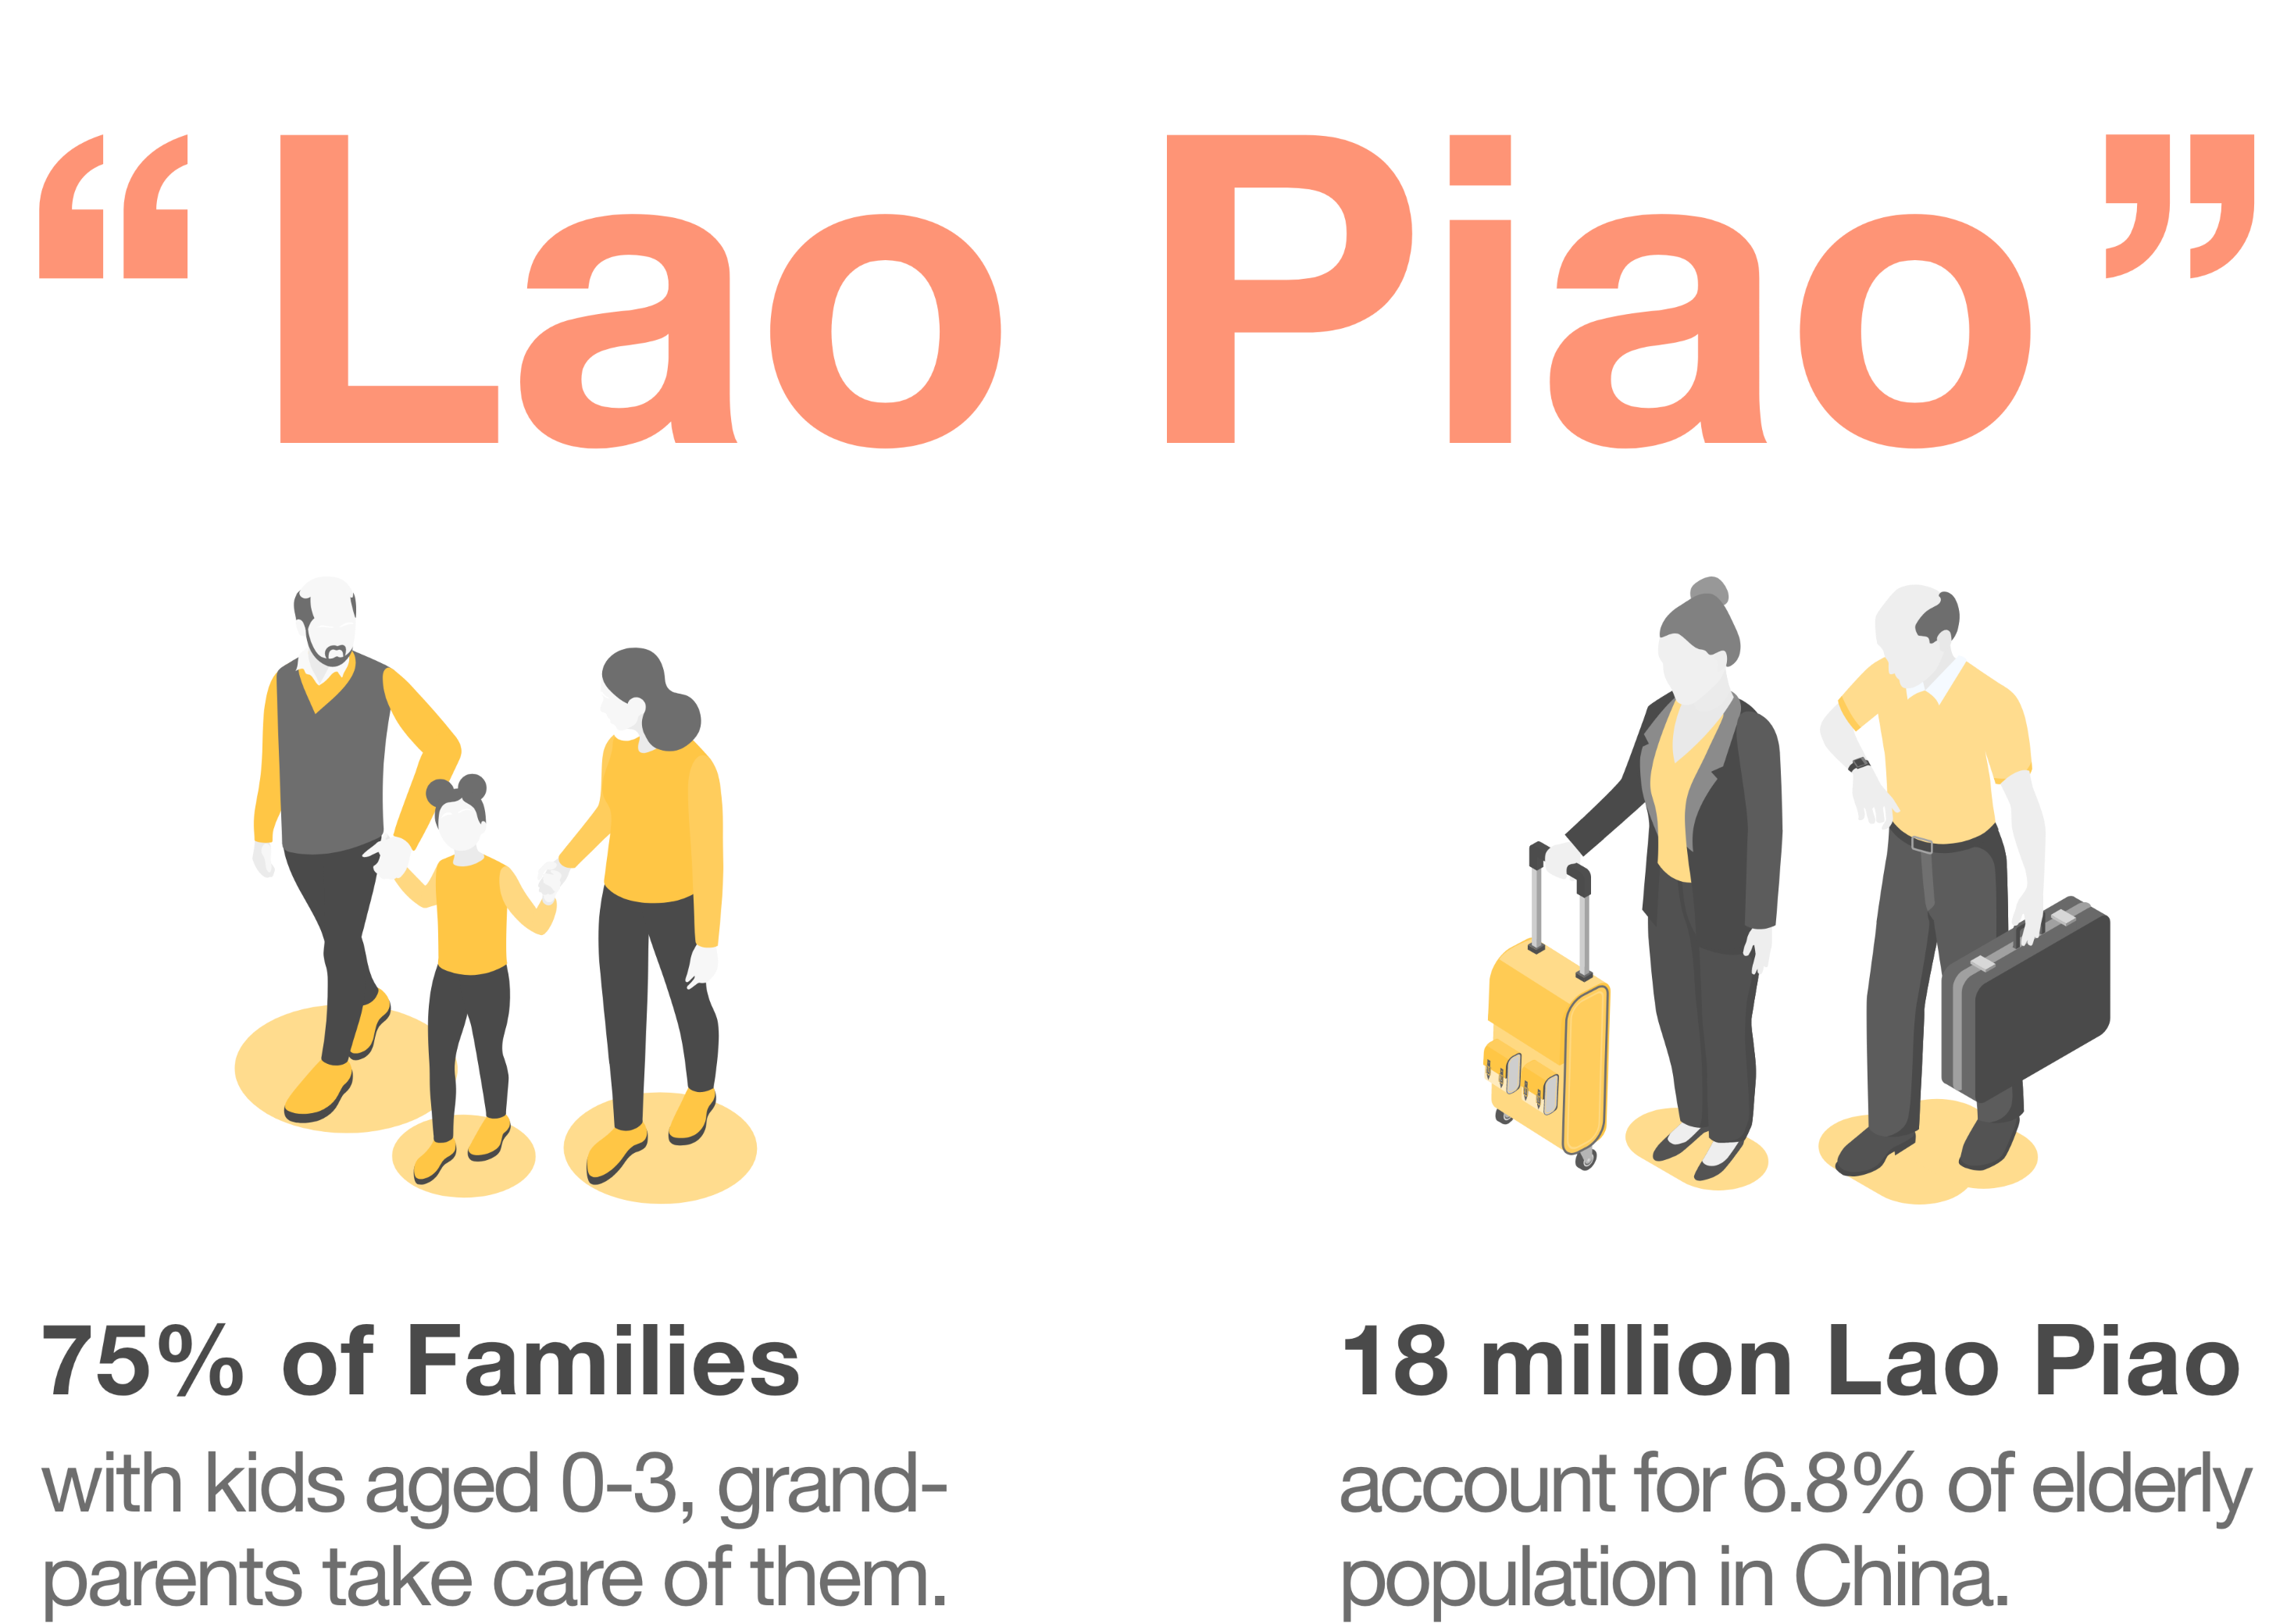 “Lao Piao”
75% of Families
with kids aged 0-3, grand-
parents take care of them.
18 million Lao Piao
account for 6.8% of elderly
population in China.